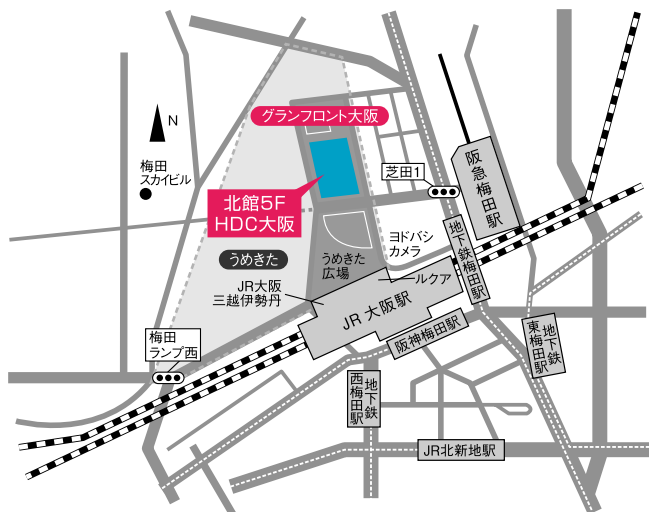 グランフロント大阪
N
梅田
スカイビル
芝田1
阪急梅田駅
北館5F
HDC大阪
地下鉄梅田駅
ヨドバシ
カメラ
うめきた
うめきた
広場
ルクア
JR大阪
三越伊勢丹
JR大阪駅
梅田
ランプ西
阪神梅田駅
地下鉄
東梅田駅
地下鉄
西梅田駅
JR北新地駅